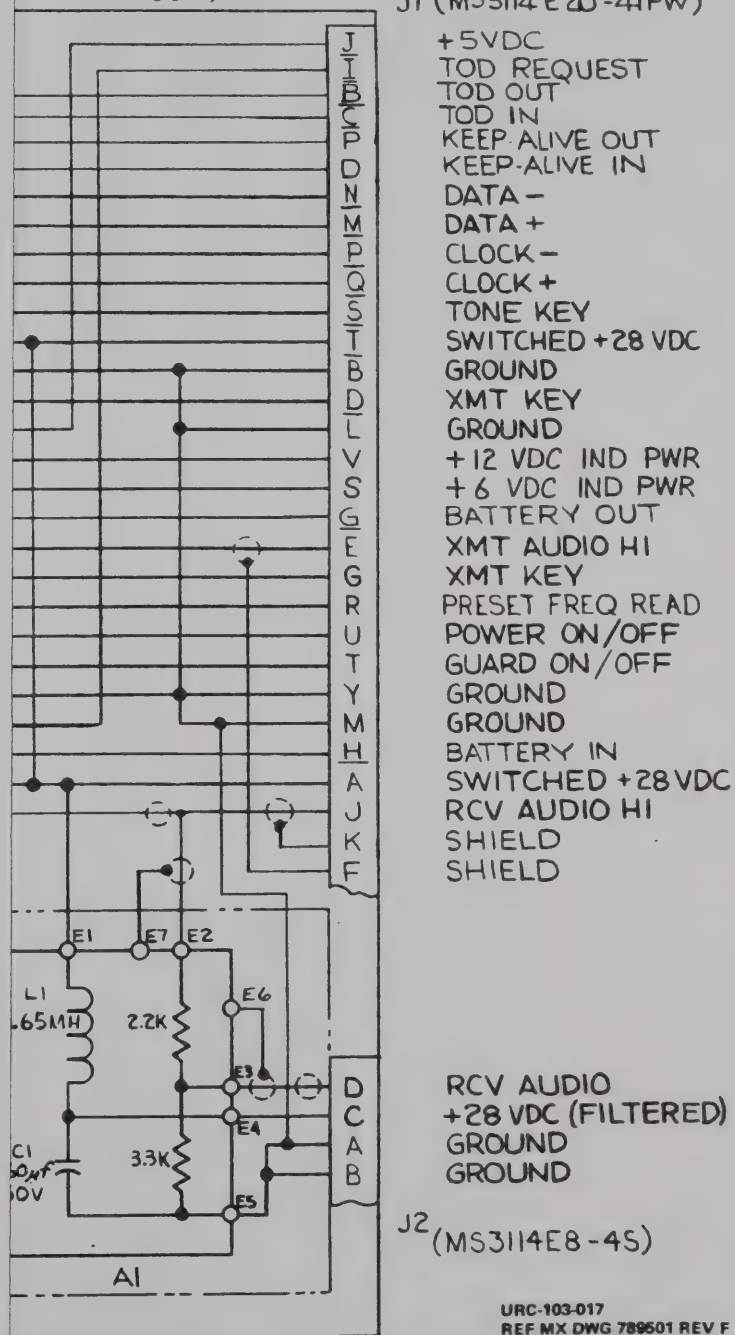 J1 (MS3114E20-41PW)
J +5VDC
I TOD REQUEST
B TOD OUT
C TOD IN
P KEEP-ALIVE OUT
D KEEP-ALIVE IN
N DATA -
M DATA +
P CLOCK -
Q CLOCK +
S TONE KEY
T SWITCHED +28 VDC
B GROUND
D XMT KEY
L GROUND
V +12 VDC IND PWR
S +6 VDC IND PWR
G BATTERY OUT
E XMT AUDIO HI
G XMT KEY
R PRESET FREQ READ
U POWER ON/OFF
T GUARD ON/OFF
Y GROUND
M GROUND
H BATTERY IN
A SWITCHED +28 VDC
J RCV AUDIO HI
K SHIELD
F SHIELD
E1 E7 E2
L1 E6
.65MH 2.2K
E3 D RCV AUDIO
E4 C +28 VDC (FILTERED)
A GROUND
C1 3.3K B GROUND
E5
J2 (MS3114E8-4S)
A1
URC-103-017
REF MX DWG 789501 REV F